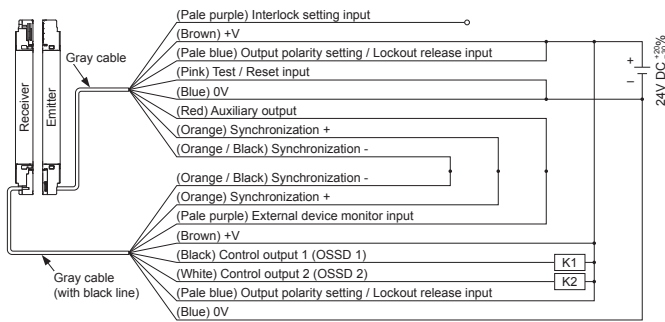 (Pale purple) Interlock setting input
(Brown) +V
(Pale blue) Output polarity setting / Lockout release input
(Pink) Test / Reset input
(Blue) 0V
(Red) Auxiliary output
(Orange) Synchronization +
(Orange / Black) Synchronization -
Gray cable
Receiver
Emitter
+
–
24V DC +20% -30%
(Orange / Black) Synchronization -
(Orange) Synchronization +
(Pale purple) External device monitor input
(Brown) +V
(Black) Control output 1 (OSSD 1)
K1
(White) Control output 2 (OSSD 2)
K2
(Pale blue) Output polarity setting / Lockout release input
(Blue) 0V
Gray cable
(with black line)